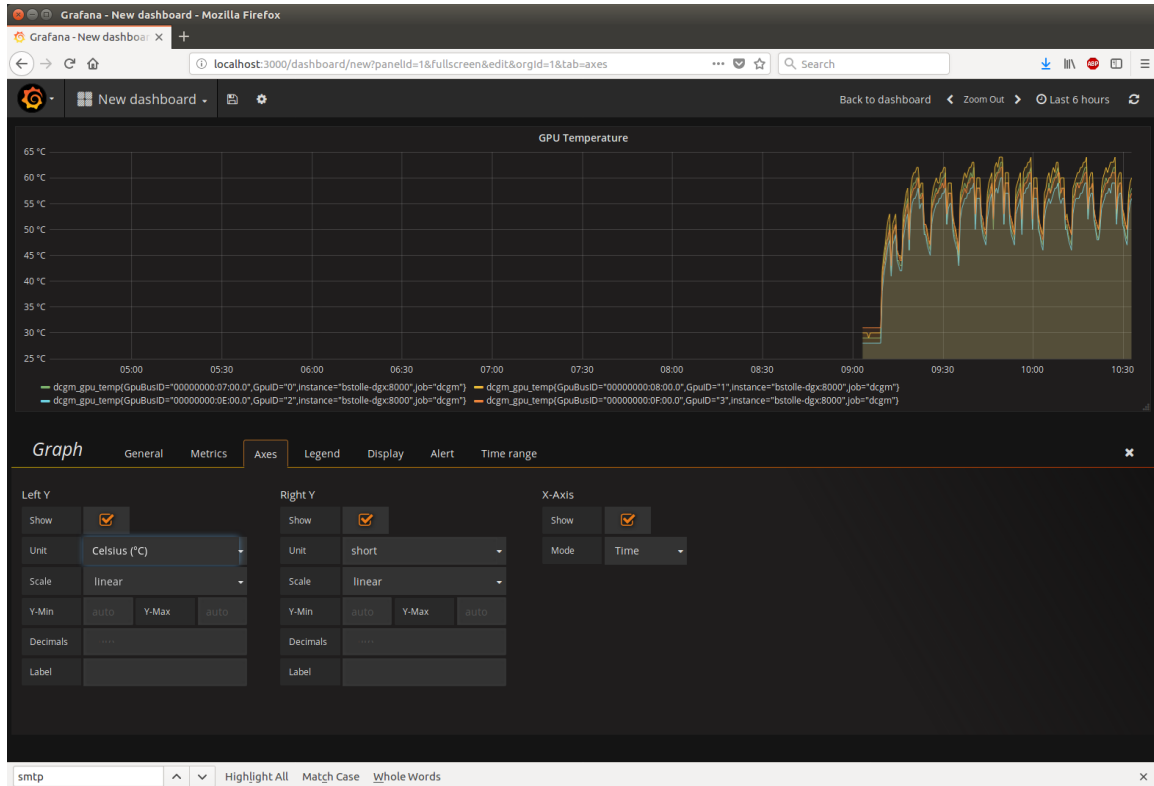 Grafana - New dashboard - Mozilla Firefox
Grafana - New dashboar
localhost:3000/dashboard/new?panelId=1&fullscreen&edit&orgId=1&tab=axes
Search
ABP
New dashboard
Back to dashboard Zoom Out Last 6 hours
GPU Temperature
65 °C
60 °C
55 °C
50 °C
45 °C
40 °C
35 °C
30 °C
25 °C
05:00 05:30 06:00 06:30 07:00 07:30 08:00 08:30 09:00 09:30 10:00 10:30
dcgm_gpu_temp{GpuBusID="00000000:07:00.0",GpuID="0",instance="bstolle-dgx:8000",job="dcgm"} dcgm_gpu_temp{GpuBusID="00000000:08:00.0",GpuID="1",instance="bstolle-dgx:8000",job="dcgm"}
dcgm_gpu_temp{GpuBusID="00000000:0E:00.0",GpuID="2",instance="bstolle-dgx:8000",job="dcgm"} dcgm_gpu_temp{GpuBusID="00000000:0F:00.0",GpuID="3",instance="bstolle-dgx:8000",job="dcgm"}
Graph General Metrics Axes Legend Display Alert Time range
Left Y Right Y X-Axis
Show Show Show
Unit Celsius (°C) Unit short Mode Time
Scale linear Scale linear
Y-Min auto Y-Max auto Y-Min auto Y-Max auto
Decimals Decimals
Label Label
smtp Highlight All Match Case Whole Words